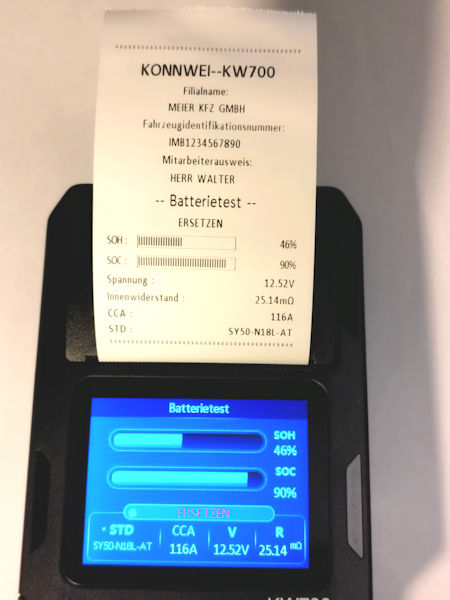 KONNWEI--KW700
Filialname:
MEIER KFZ GMBH
Fahrzeugidentifikationsnummer:
IMB1234567890
Mitarbeiterausweis:
HERR WALTER
-- Batterietest --
ERSETZEN
SOH : 46%
SOC : 90%
Spannung : 12.52V
Innenwiderstand : 25.14mΩ
CCA : 116A
STD : SY50-N18L-AT
Batterietest
SOH
46%
SOC
90%
ERSETZEN
• STD CCA V R
SY50-N18L-AT 116A 12.52V 25.14 mΩ
KW700